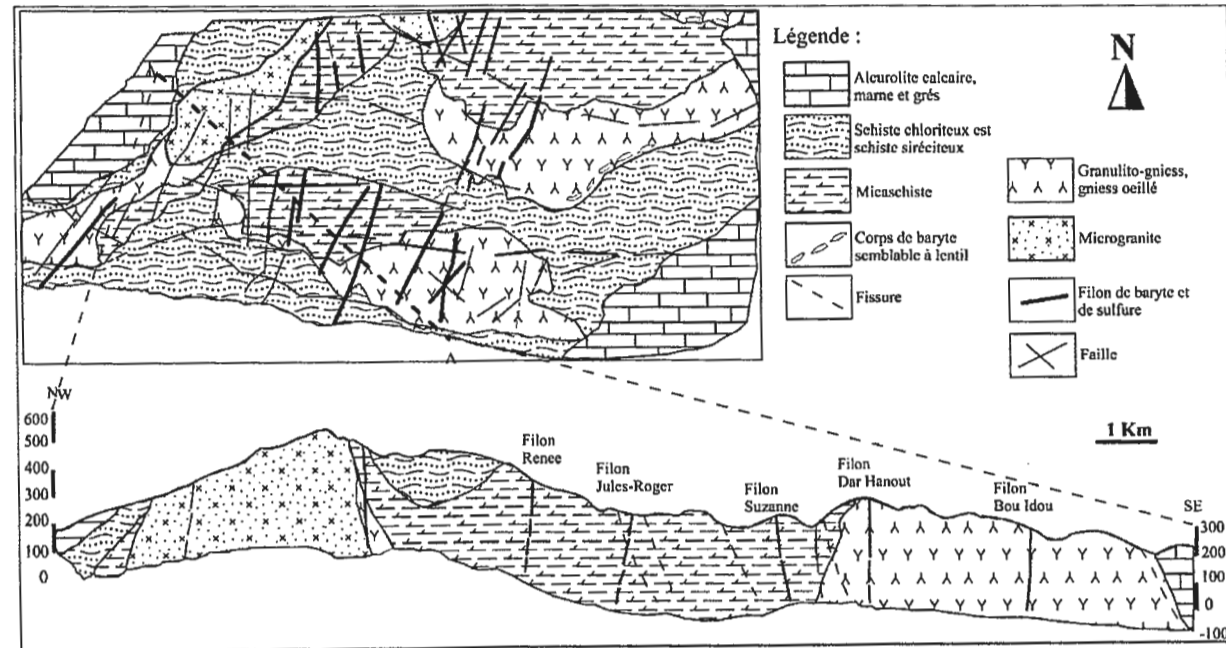 Légende :
N
Aleurolite calcaire,
marne et grés
Schiste chloriteux est
schiste siréciteux
Micaschiste
Corps de baryte
semblable à lentil
Fissure
Granulito-gniess,
gniess oeillé
Microgranite
Filon de baryte et
de sulfure
Faille
A
1 Km
NW
600
500
400
300
200
100
0
Filon
Renee
Filon
Jules-Roger
Filon
Suzanne
Filon
Dar Hanout
Filon
Bou Idou
SE
300
200
100
0
-100